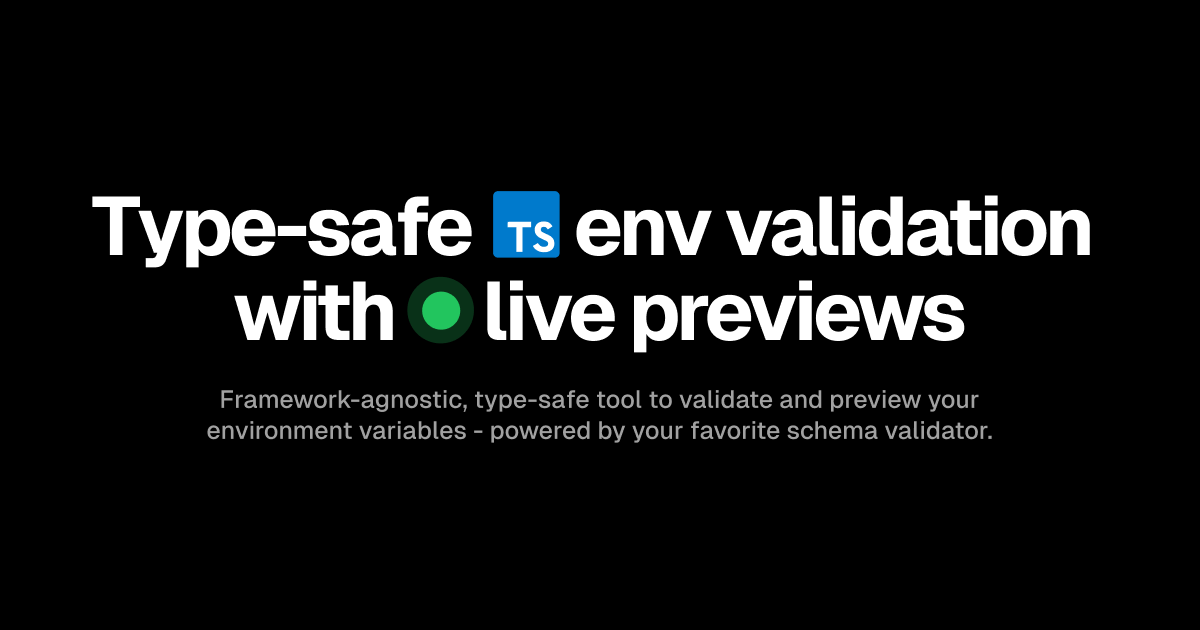 Type-safe TS env validation
with live previews
Framework-agnostic, type-safe tool to validate and preview your
environment variables - powered by your favorite schema validator.